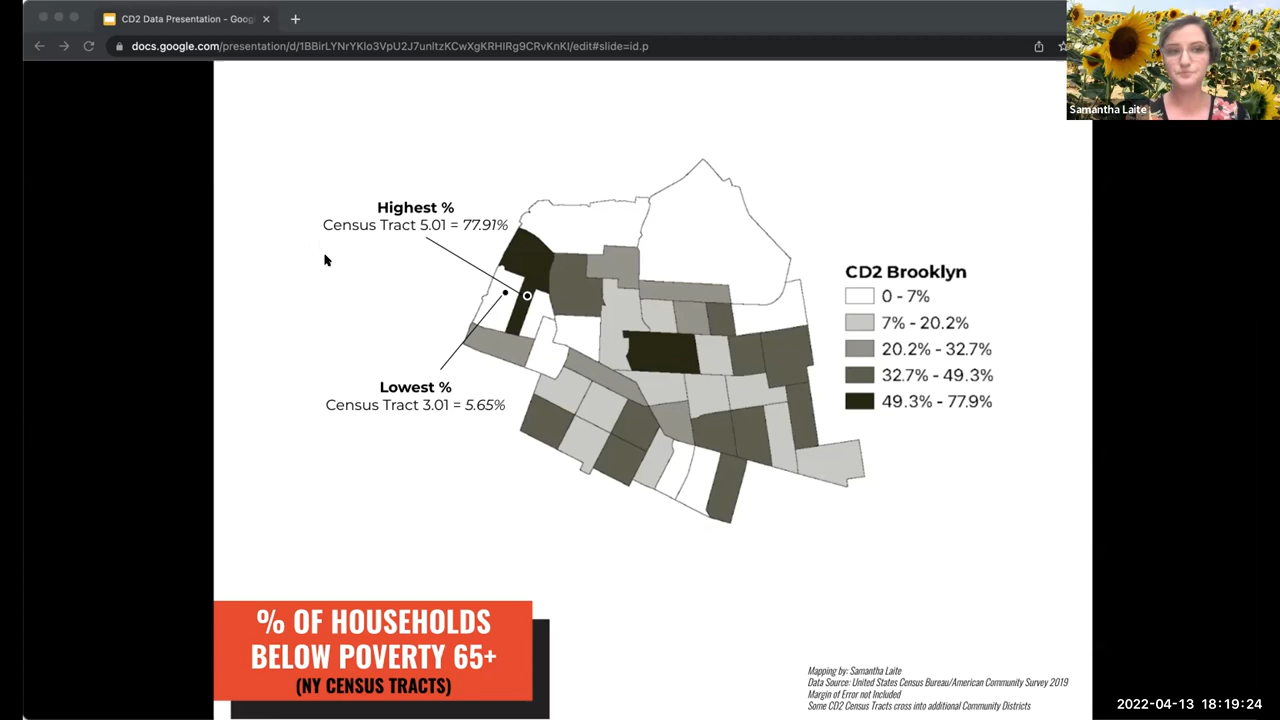 CD2 Data Presentation - Goog
docs.google.com/presentation/d/1BBirLYNrYKlo3VpU2J7unltzKCwXgKRHIRg9CRvKnKI/edit#slide=id.p
Samantha Laite
Highest %
Census Tract 5.01 = 77.91%
Lowest %
Census Tract 3.01 = 5.65%
CD2 Brooklyn
0 - 7%
7% - 20.2%
20.2% - 32.7%
32.7% - 49.3%
49.3% - 77.9%
% OF HOUSEHOLDS
BELOW POVERTY 65+
(NY CENSUS TRACTS)
Mapping by: Samantha Laite
Data Source: United States Census Bureau/American Community Survey 2019
Margin of Error not Included
Some CD2 Census Tracts cross into additional Community Districts
2022-04-13 18:19:24